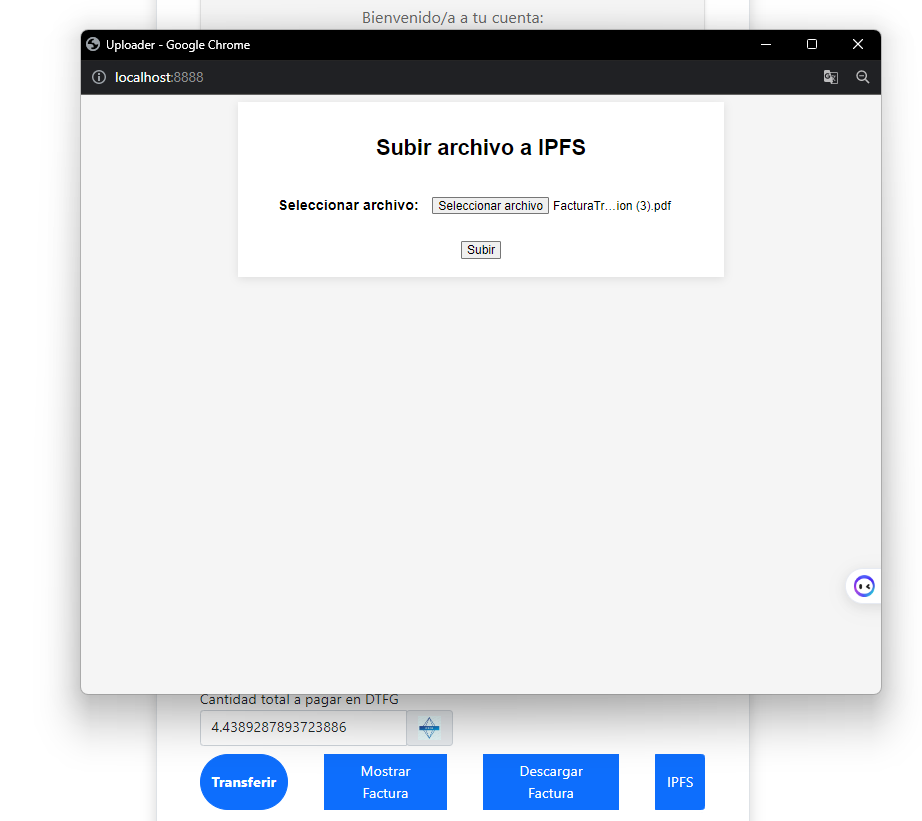 Bienvenido/a a tu cuenta:
Uploader - Google Chrome
localhost:8888
Subir archivo a IPFS
Seleccionar archivo: Seleccionar archivo FacturaTr...ion (3).pdf
Subir
Cantidad total a pagar en DTFG
4.4389287893723886
Transferir
Mostrar
Factura
Descargar
Factura
IPFS